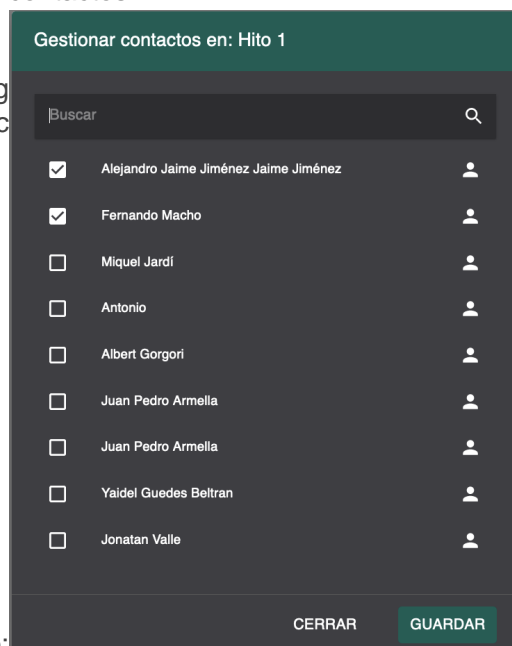 Gestionar contactos en: Hito 1
Buscar
Alejandro Jaime Jiménez Jaime Jiménez
Fernando Macho
Miquel Jardí
Antonio
Albert Gorgori
Juan Pedro Armella
Juan Pedro Armella
Yaidel Guedes Beltran
Jonatan Valle
CERRAR GUARDAR